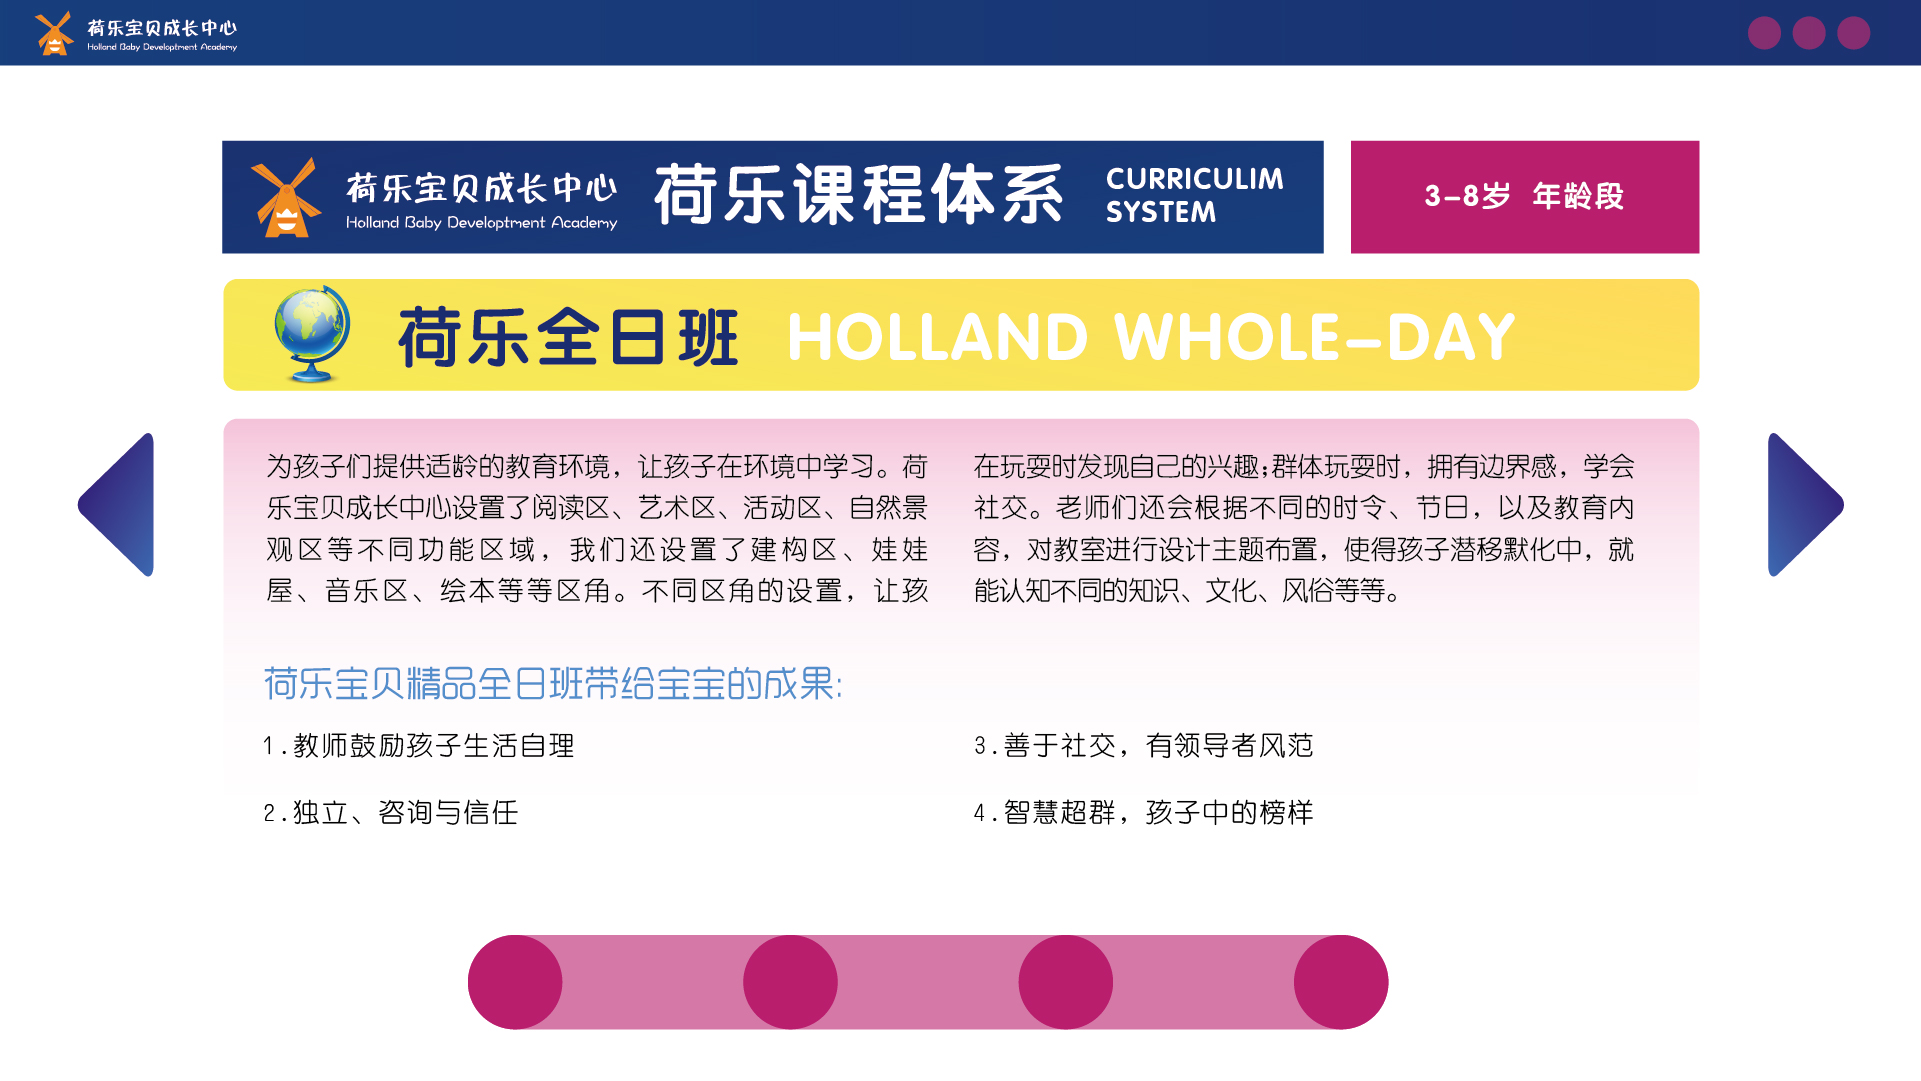 荷乐宝贝成长中心
Holland Baby Developtment Academy
荷乐宝贝成长中心
Holland Baby Developtment Academy
荷乐课程体系
CURRICULIM
SYSTEM
3-8岁 年龄段
荷乐全日班 HOLLAND WHOLE-DAY
为孩子们提供适龄的教育环境，让孩子在环境中学习。荷
乐宝贝成长中心设置了阅读区、艺术区、活动区、自然景
观区等不同功能区域，我们还设置了建构区、娃娃
屋、音乐区、绘本等等区角。不同区角的设置，让孩
在玩耍时发现自己的兴趣;群体玩耍时，拥有边界感，学会
社交。老师们还会根据不同的时令、节日，以及教育内
容，对教室进行设计主题布置，使得孩子潜移默化中，就
能认知不同的知识、文化、风俗等等。
荷乐宝贝精品全日班带给宝宝的成果:
1.教师鼓励孩子生活自理
2.独立、咨询与信任
3.善于社交，有领导者风范
4.智慧超群，孩子中的榜样